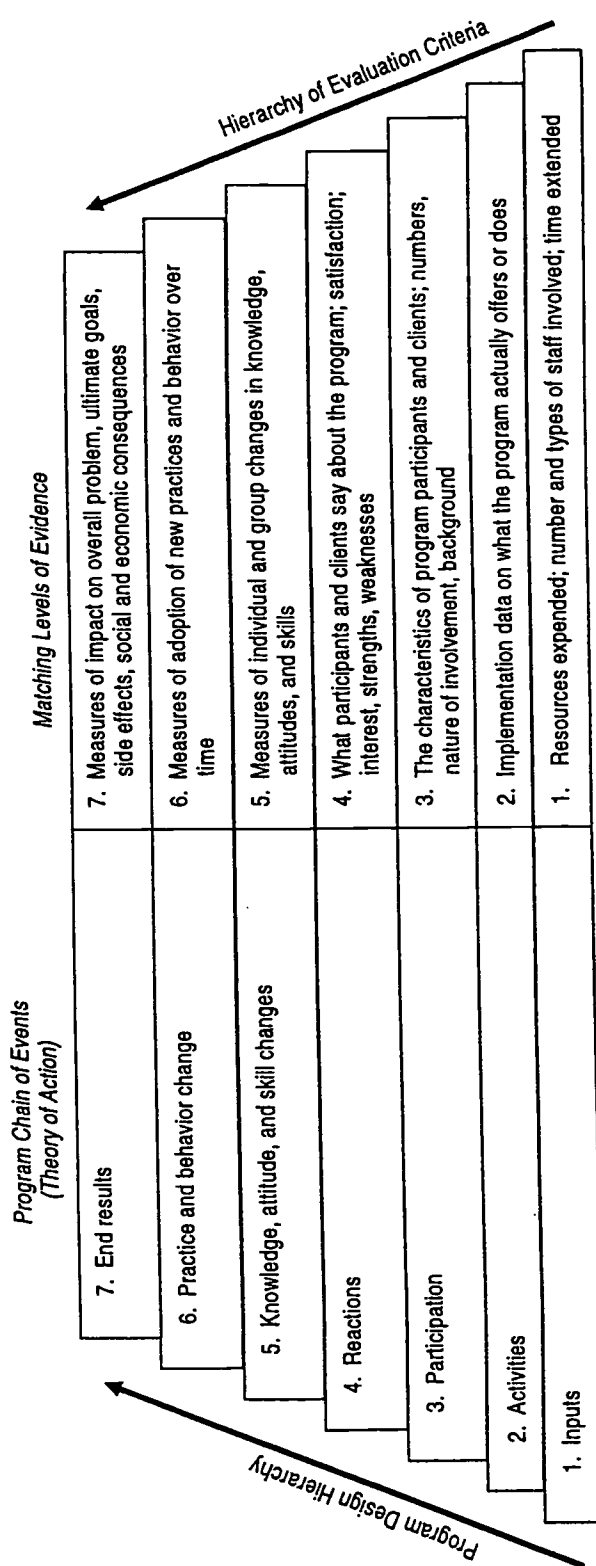 Program Chain of Events
(Theory of Action)
Matching Levels of Evidence
7. End results
7. Measures of impact on overall problem, ultimate goals,
side effects, social and economic consequences
6. Practice and behavior change
6. Measures of adoption of new practices and behavior over
time
5. Knowledge, attitude, and skill changes
5. Measures of individual and group changes in knowledge,
attitudes, and skills
4. Reactions
4. What participants and clients say about the program; satisfaction;
interest, strengths, weaknesses
3. Participation
3. The characteristics of program participants and clients; numbers,
nature of involvement, background
2. Activities
2. Implementation data on what the program actually offers or does
1. Inputs
1. Resources expended; number and types of staff involved; time extended
Program Design Hierarchy
Hierarchy of Evaluation Criteria